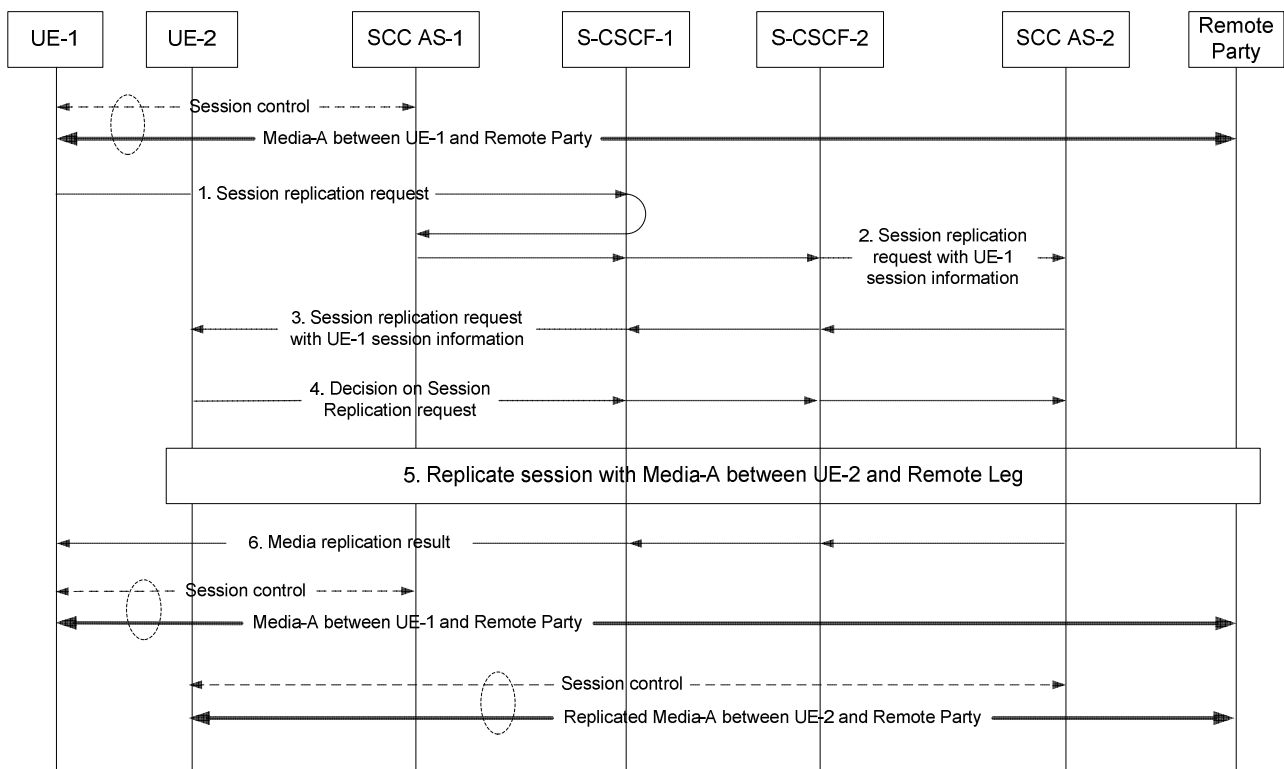 UE-1
UE-2
SCC AS-1
S-CSCF-1
S-CSCF-2
SCC AS-2
Remote
Party
Session control
Media-A between UE-1 and Remote Party
1. Session replication request
2. Session replication
request with UE-1
session information
3. Session replication request
with UE-1 session information
4. Decision on Session
Replication request
5. Replicate session with Media-A between UE-2 and Remote Leg
6. Media replication result
Session control
Media-A between UE-1 and Remote Party
Session control
Replicated Media-A between UE-2 and Remote Party